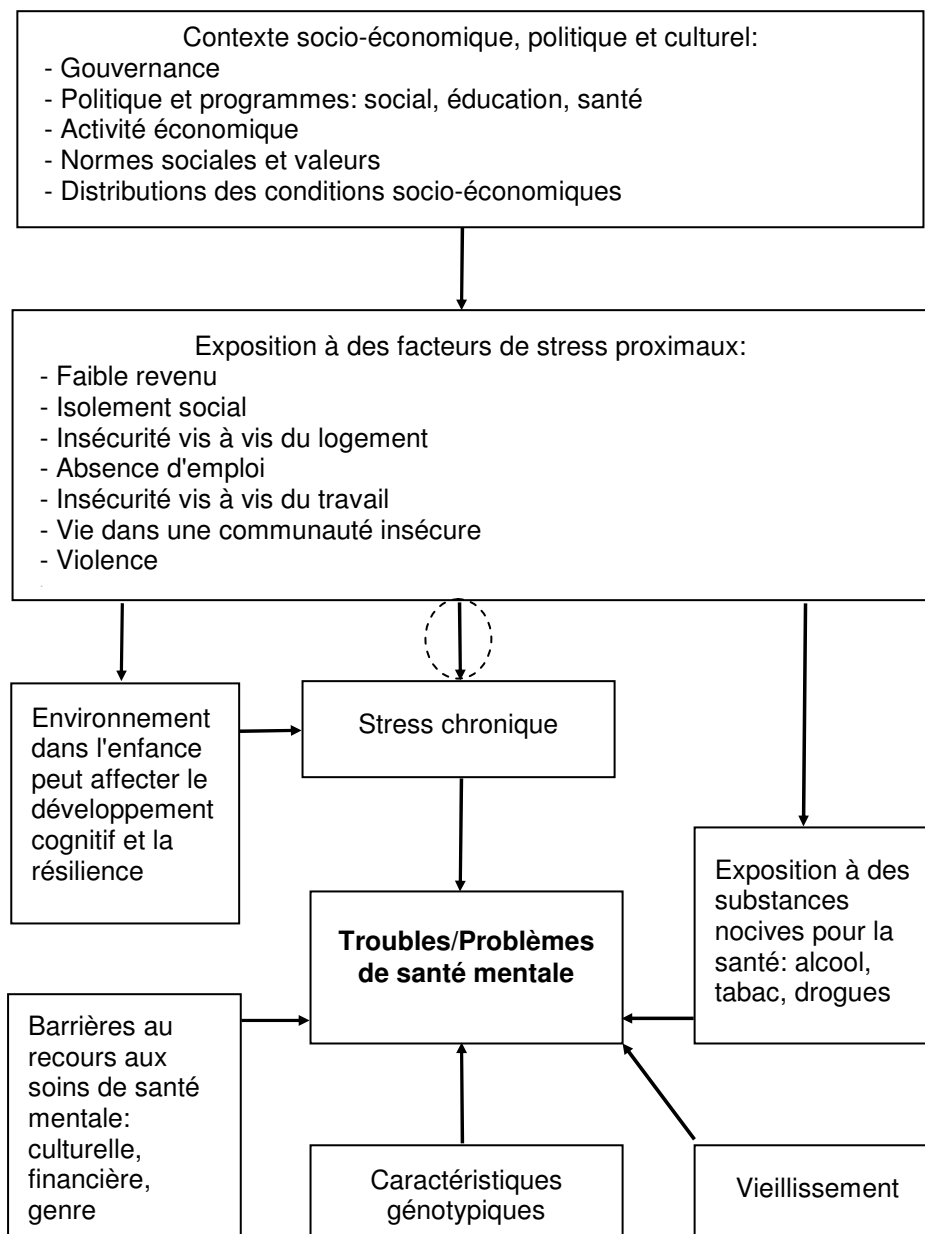 Contexte socio-économique, politique et culturel:
- Gouvernance
- Politique et programmes: social, éducation, santé
- Activité économique
- Normes sociales et valeurs
- Distributions des conditions socio-économiques
Exposition à des facteurs de stress proximaux:
- Faible revenu
- Isolement social
- Insécurité vis à vis du logement
- Absence d'emploi
- Insécurité vis à vis du travail
- Vie dans une communauté insécure
- Violence
Environnement
dans l'enfance
peut affecter le
développement
cognitif et la
résilience
Stress chronique
Exposition à des
substances
nocives pour la
santé: alcool,
tabac, drogues
Troubles/Problèmes
de santé mentale
Barrières au
recours aux
soins de santé
mentale:
culturelle,
financière,
genre
Caractéristiques
génotypiques
Vieillissement